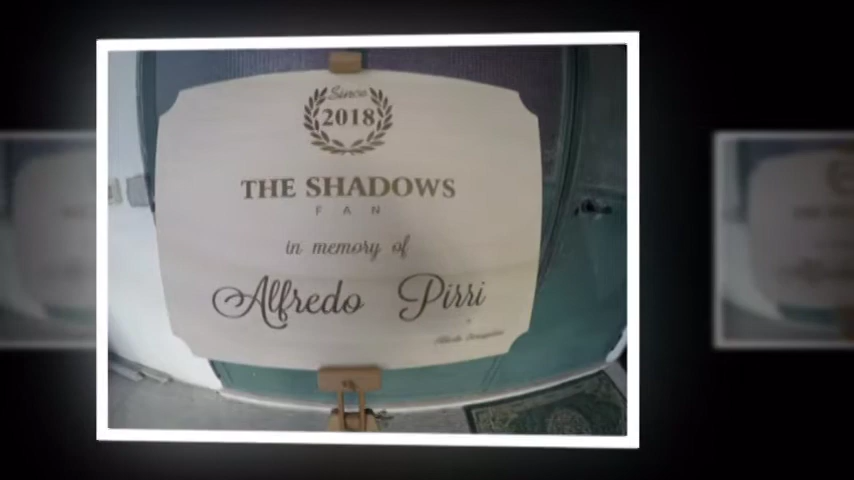 Since
2018
THE SHADOWS
FAN
in memory of
Alfredo Pirri